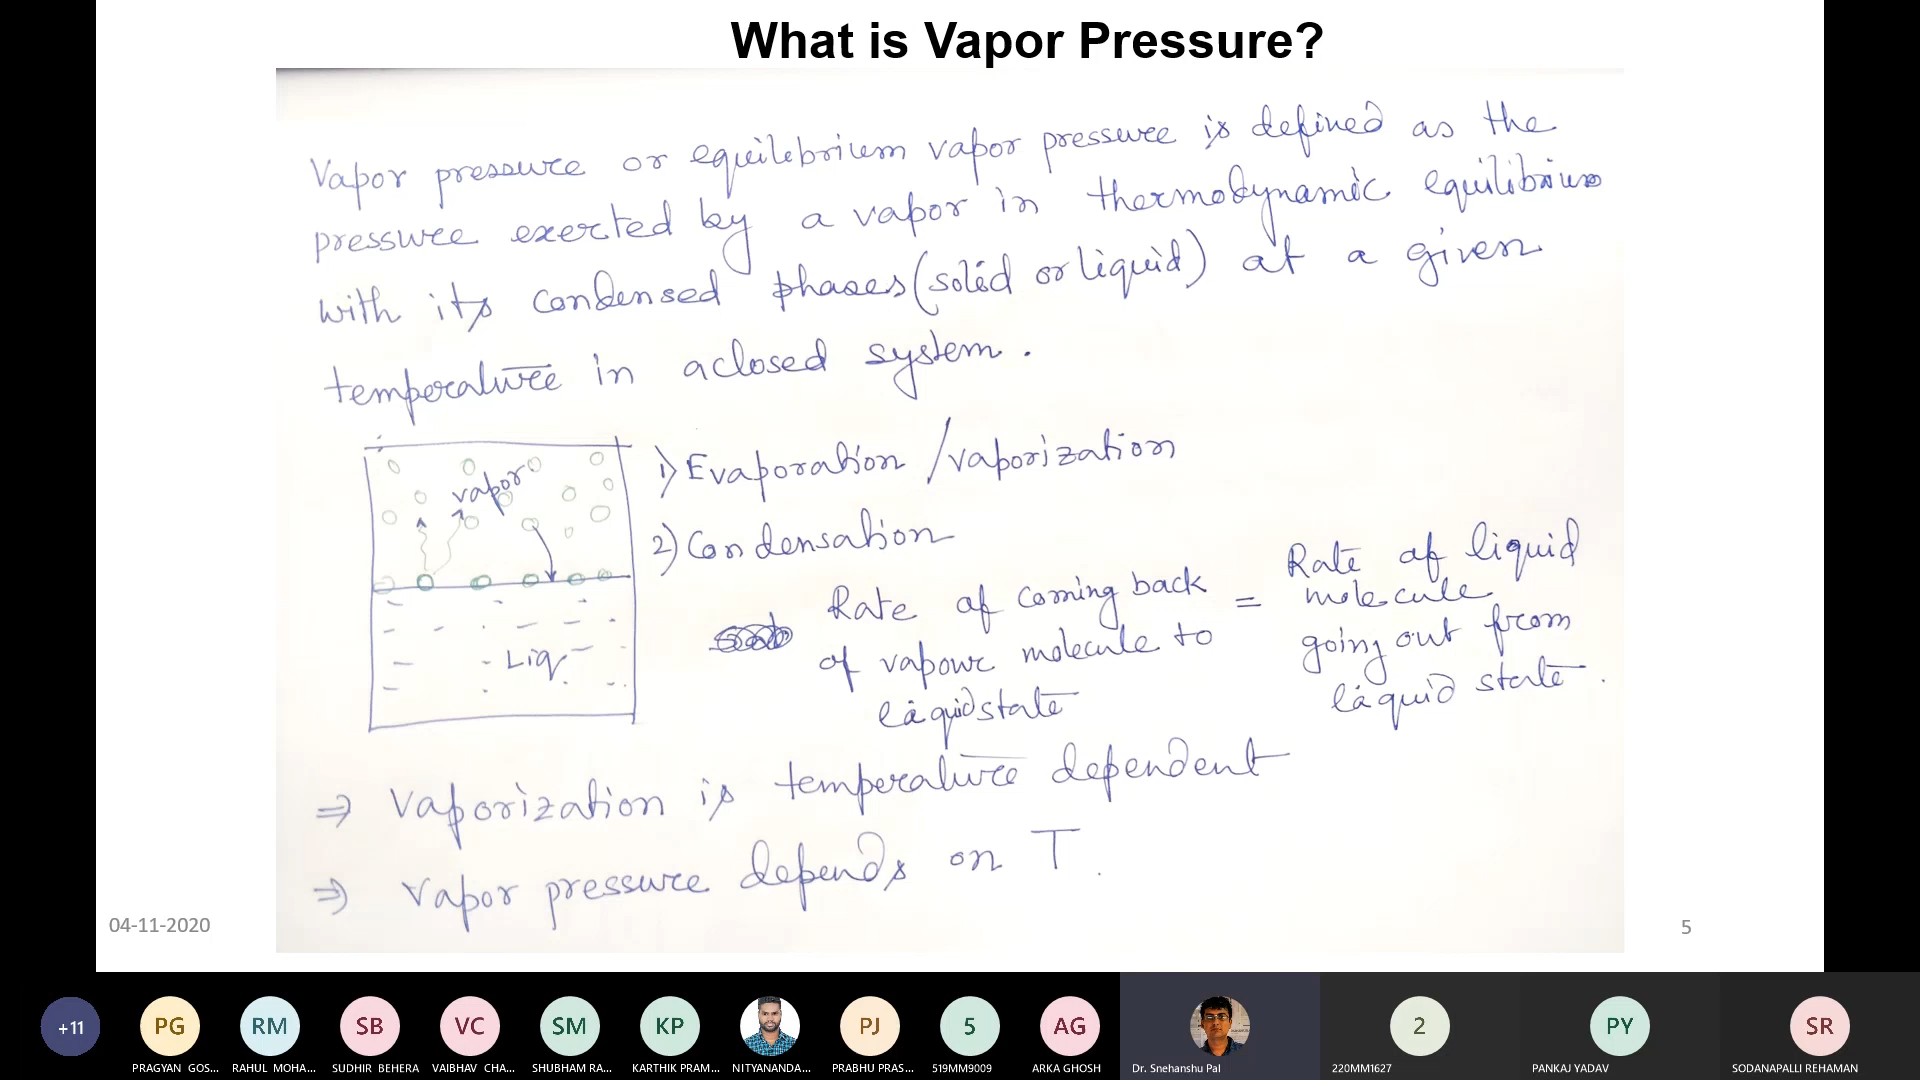 What is Vapor Pressure?
Vapor pressure or equilibrium vapor pressure is defined as the
pressure exerted by a vapor in thermodynamic equilibrium
with its condensed phases (solid or liquid) at a given
temperature in a closed system.
vapor
Liq.
1) Evaporation / vaporization
2) Condensation
Rate of coming back
of vapour molecule to
liquid state
=
Rate of liquid
molecule
going out from
liquid state.
⇒ Vaporization is temperature dependent
⇒ Vapor pressure depends on T.
04-11-2020
5
+11
PG
RM
SB
VC
SM
KP
PJ
5
AG
2
PY
SR
PRAGYAN GOS...
RAHUL MOHA...
SUDHIR BEHERA
VAIBHAV CHA...
SHUBHAM RA...
KARTHIK PRAM...
NITYANANDA...
PRABHU PRAS...
519MM9009
ARKA GHOSH
Dr. Snehanshu Pal
220MM1627
PANKAJ YADAV
SODANAPALLI REHAMAN